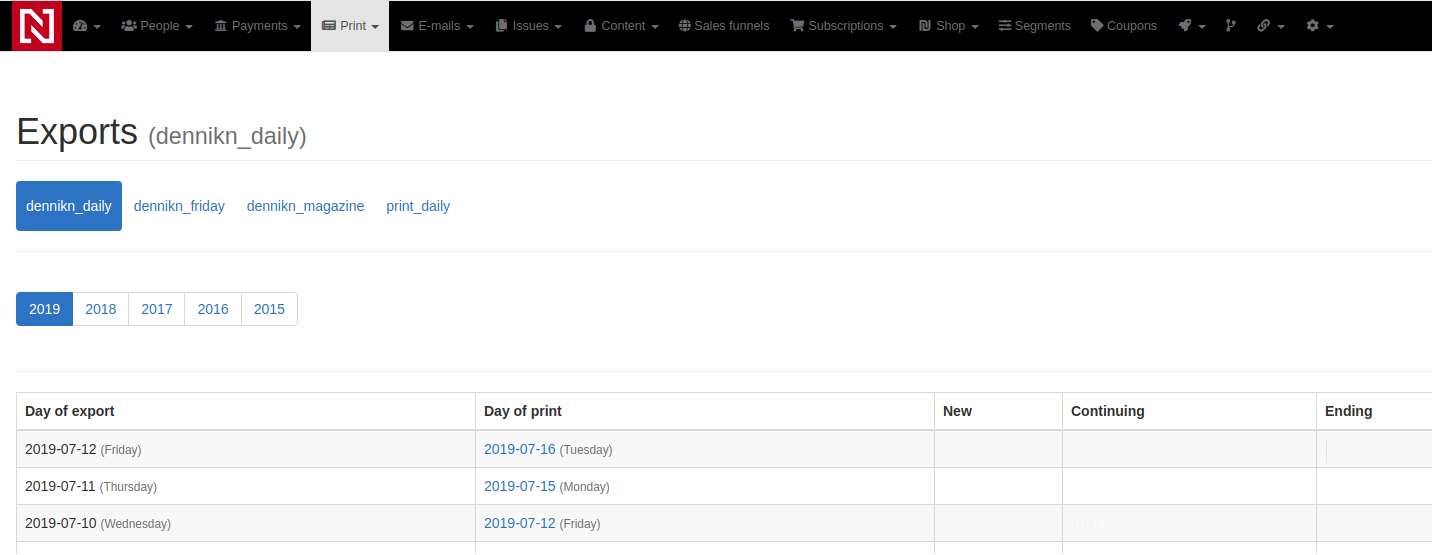 N People Payments Print E-mails Issues Content Sales funnels Subscriptions Shop Segments Coupons
Exports (dennikn_daily)
dennikn_daily dennikn_friday dennikn_magazine print_daily
2019 2018 2017 2016 2015
Day of export Day of print New Continuing Ending
2019-07-12 (Friday) 2019-07-16 (Tuesday)
2019-07-11 (Thursday) 2019-07-15 (Monday)
2019-07-10 (Wednesday) 2019-07-12 (Friday)